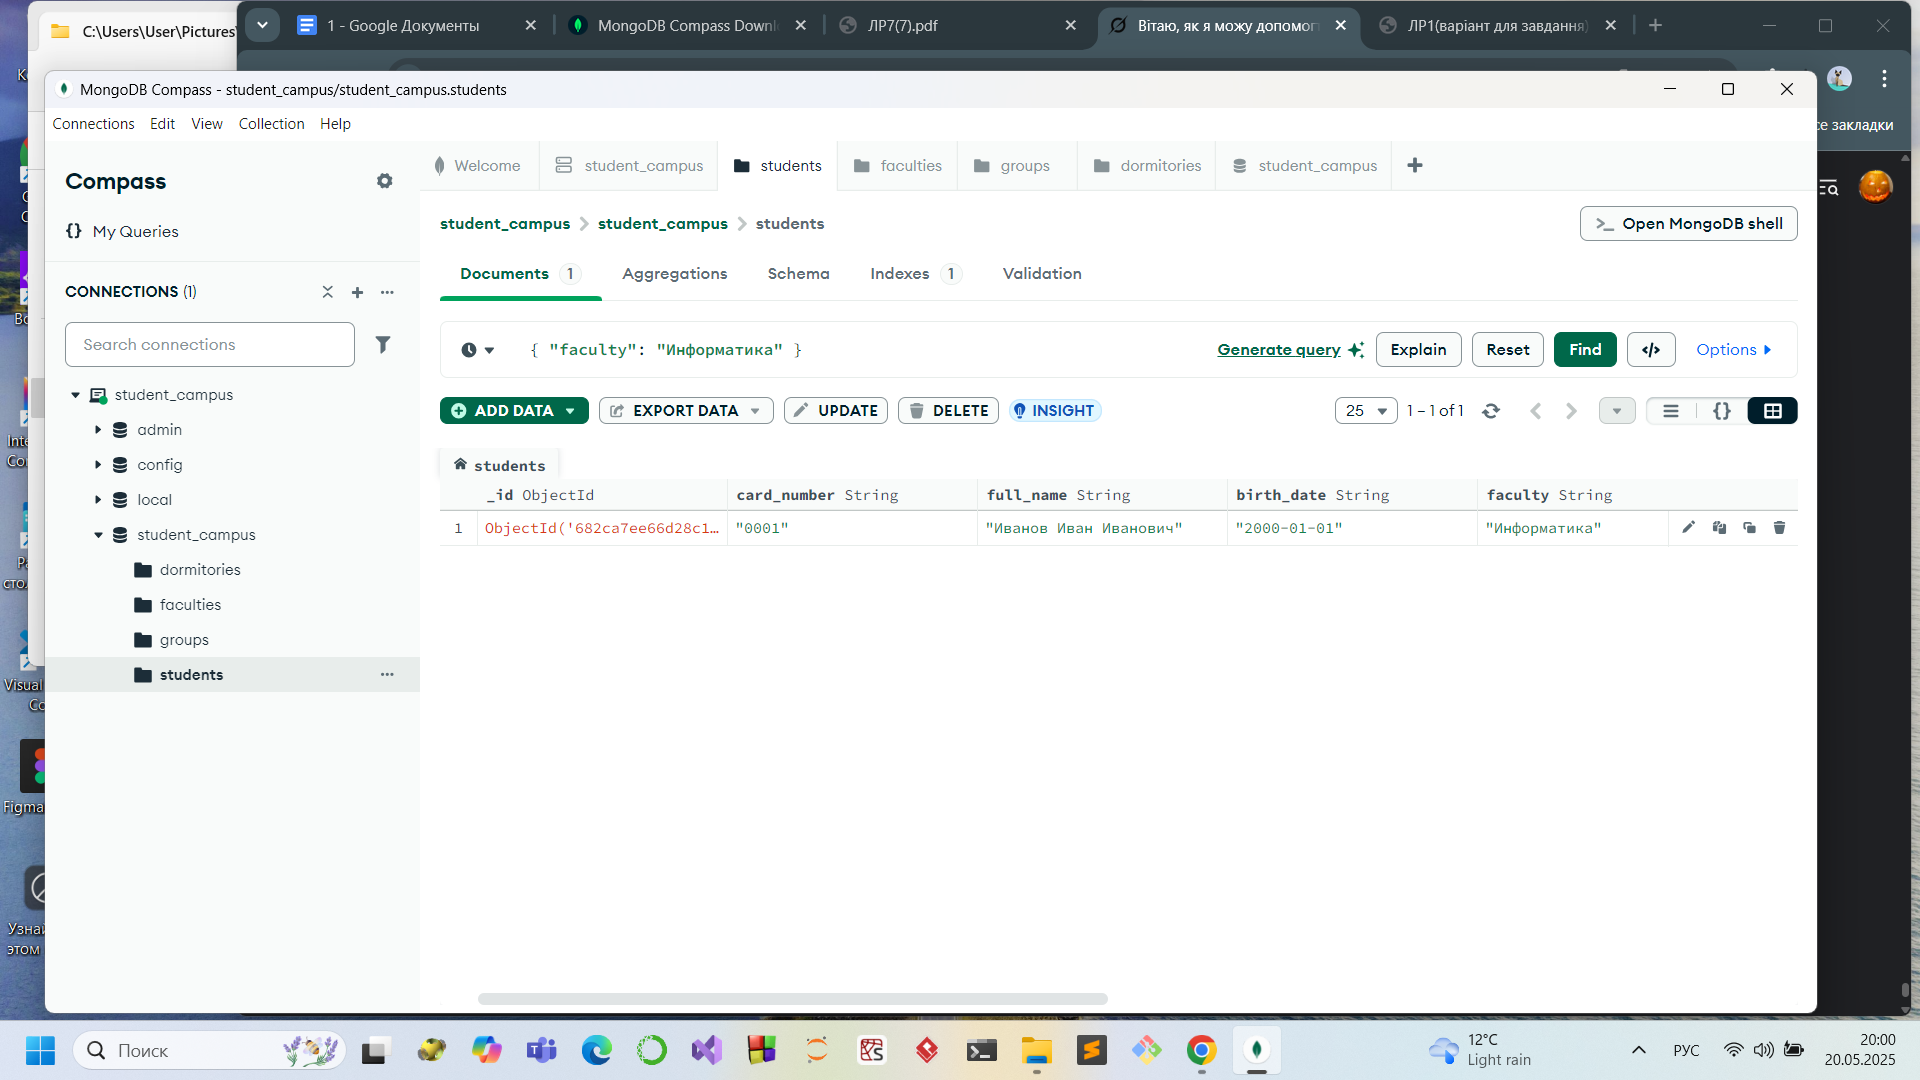 C:\Users\User\Pictures\
1 - Google Документы
MongoDB Compass Downl
ЛР7(7).pdf
Вітаю, як я можу допомог
ЛР1(варіант для завдання)
се закладки
MongoDB Compass - student_campus/student_campus.students
Connections Edit View Collection Help
Compass
My Queries
CONNECTIONS (1)
Search connections
student_campus
admin
config
local
student_campus
dormitories
faculties
groups
students
Welcome
student_campus
students
faculties
groups
dormitories
student_campus
student_campus > student_campus > students
>_ Open MongoDB shell
Documents 1
Aggregations
Schema
Indexes 1
Validation
{ "faculty": "Информатика" }
Generate query
Explain
Reset
Find
</>
Options
ADD DATA
EXPORT DATA
UPDATE
DELETE
INSIGHT
25
1 – 1 of 1
{}
students
_id ObjectId card_number String full_name String birth_date String faculty String
1 ObjectId('682ca7ee66d28c1… "0001" "Иванов Иван Иванович" "2000-01-01" "Информатика"
Visual
Co
Figma
Узнай
этом
Поиск
12°C
Light rain
РУС
20:00
20.05.2025